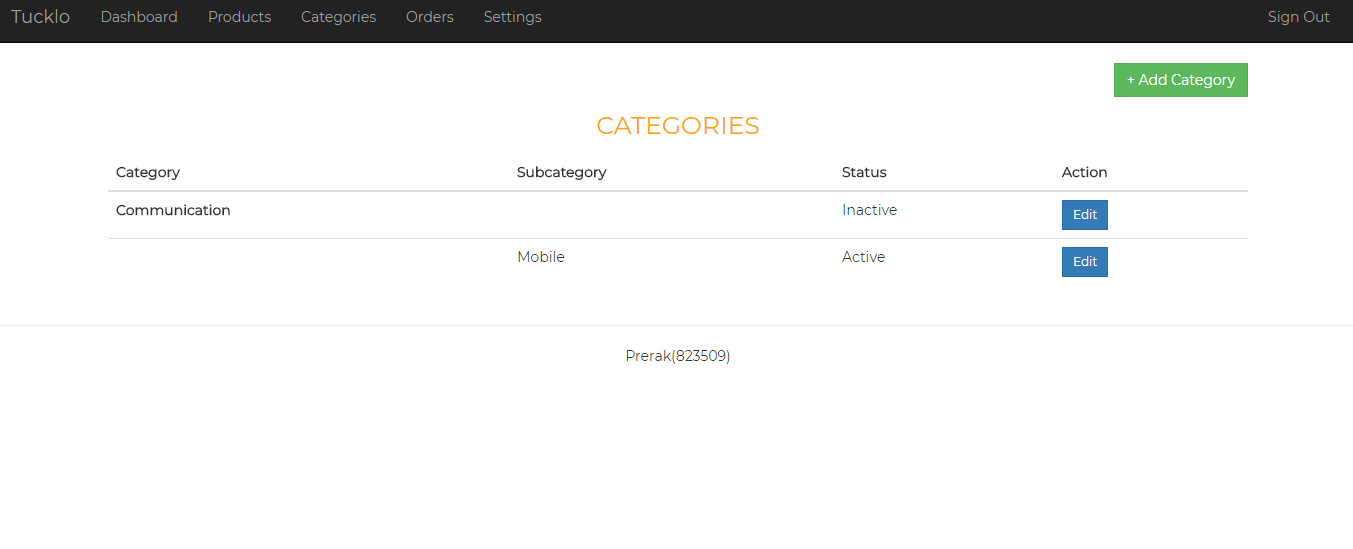 Tucklo Dashboard Products Categories Orders Settings Sign Out
+ Add Category
CATEGORIES
Category Subcategory Status Action
Communication Inactive Edit
Mobile Active Edit
Prerak(823509)